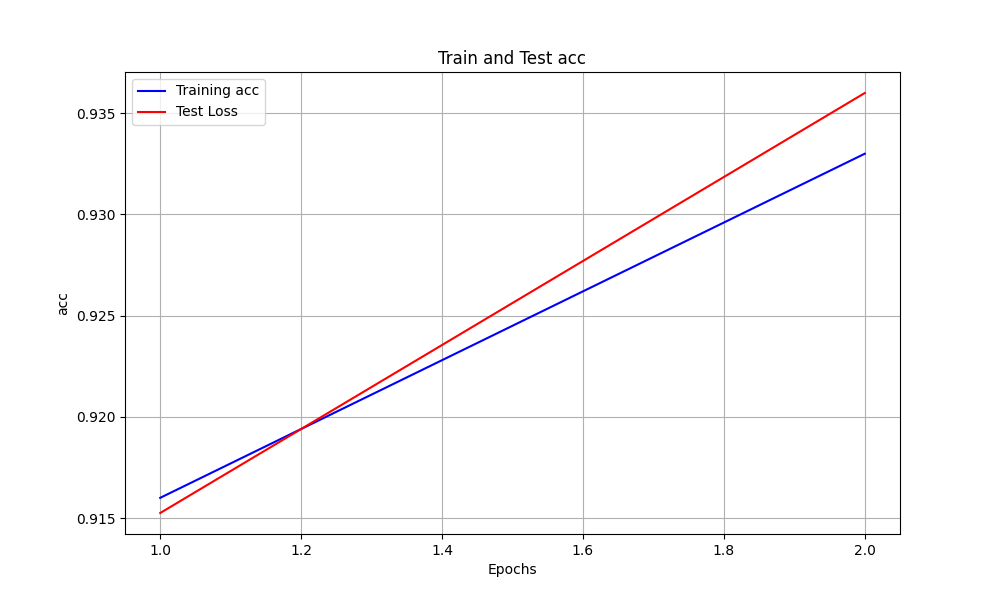 Train and Test acc
Training acc
Test Loss
0.935
0.930
0.925
0.920
0.915
acc
1.0 1.2 1.4 1.6 1.8 2.0
Epochs